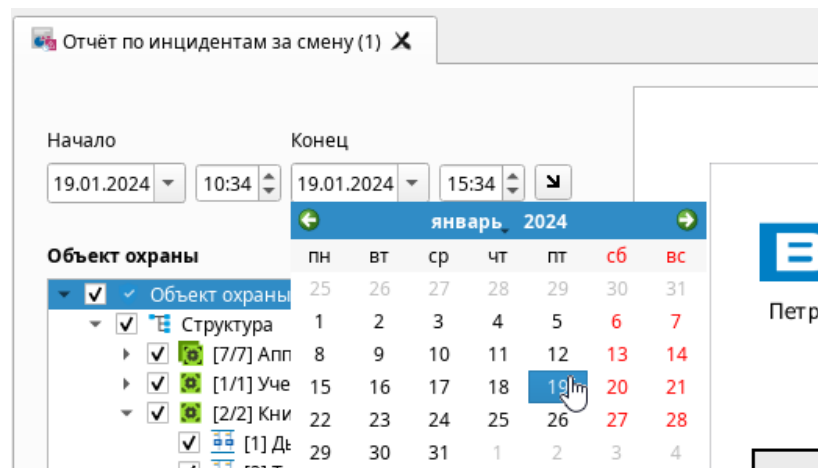 Отчёт по инцидентам за смену (1)
Начало Конец
19.01.2024 10:34 19.01.2024 15:34
январь 2024
Объект охраны пн вт ср чт пт сб вс
Объект охраны 25 26 27 28 29 30 31
Структура 1 2 3 4 5 6 7
[7/7] Апп 8 9 10 11 12 13 14
[1/1] Уче 15 16 17 18 19 20 21
[2/2] Кни 22 23 24 25 26 27 28
[1] Дь 29 30 31 1 2 3 4
Петр